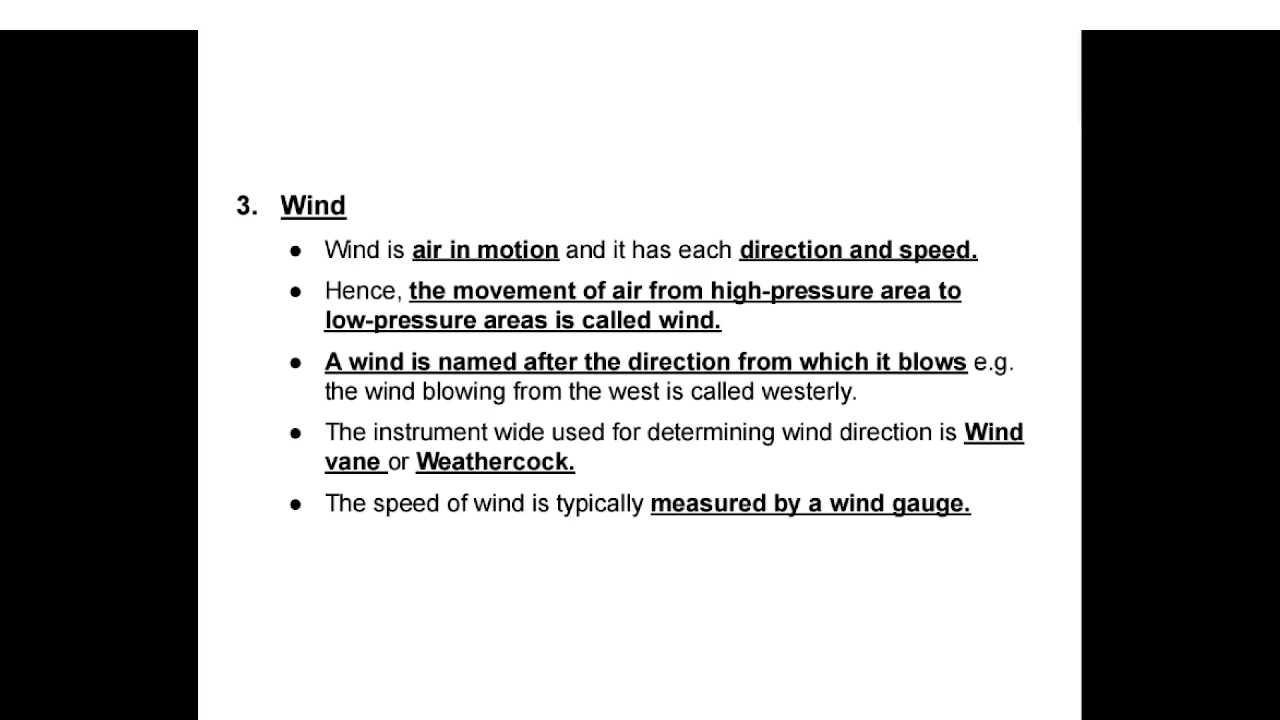 3. Wind
● Wind is air in motion and it has each direction and speed.
● Hence, the movement of air from high-pressure area to
low-pressure areas is called wind.
● A wind is named after the direction from which it blows e.g.
the wind blowing from the west is called westerly.
● The instrument wide used for determining wind direction is Wind
vane or Weathercock.
● The speed of wind is typically measured by a wind gauge.